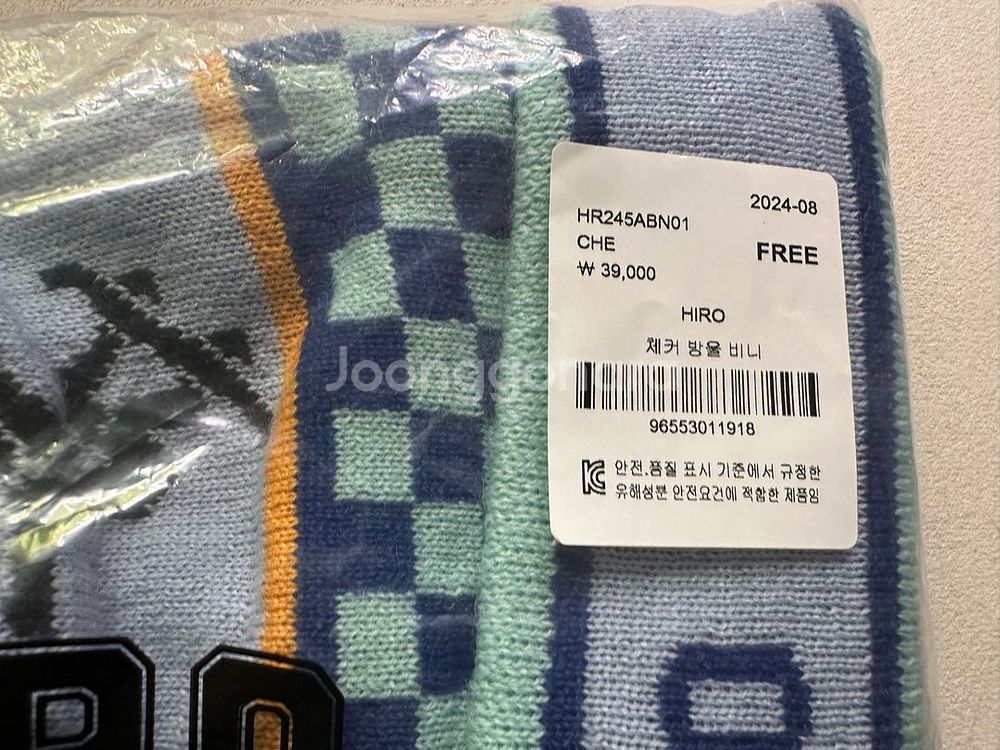 2024-08
HR245ABN01
CHE
FREE
₩ 39,000
HIRO
체커 방울 비니
96553011918
안전.품질 표시 기준에서 규정한
유해성분 안전요건에 적합한 제품임
Joonggonara
RO